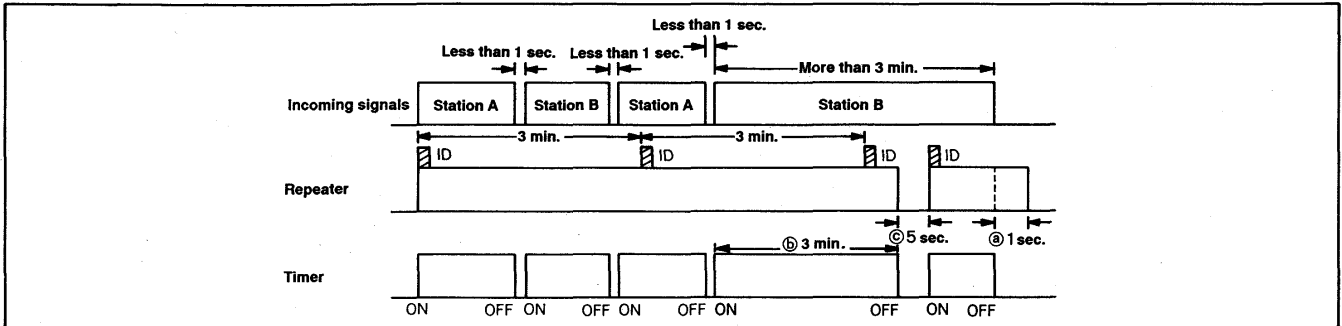 Less than 1 sec.
Less than 1 sec. Less than 1 sec.
More than 3 min.
Incoming signals Station A Station B Station A Station B
3 min. 3 min.
ID ID ID ID
Repeater
ⓒ 5 sec. ⓐ 1 sec.
ⓑ 3 min.
Timer
ON OFF ON OFF ON OFF ON OFF ON OFF